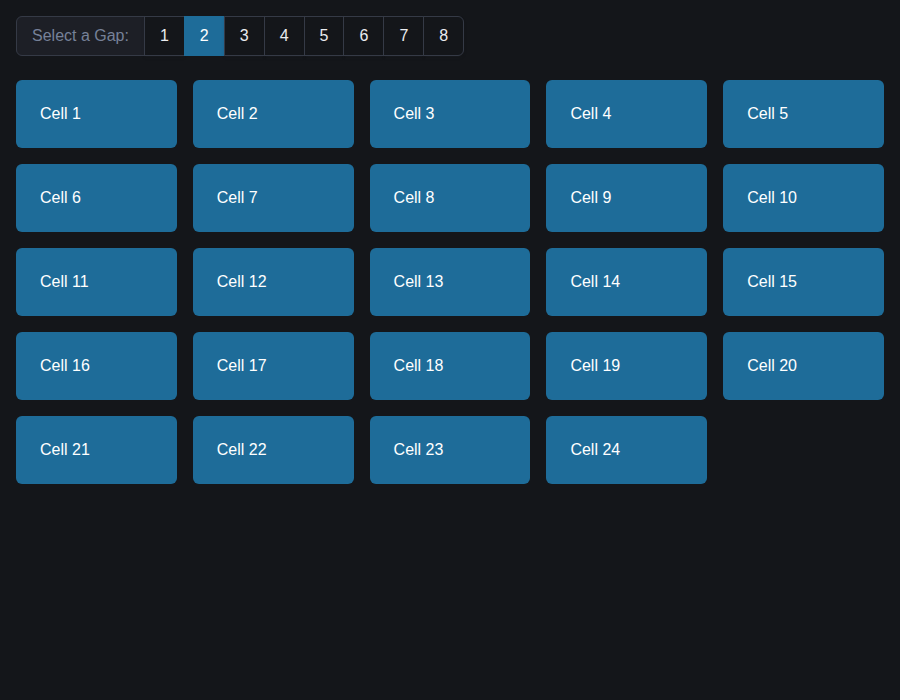 Select a Gap: 1 2 3 4 5 6 7 8
Cell 1 Cell 2 Cell 3 Cell 4 Cell 5
Cell 6 Cell 7 Cell 8 Cell 9 Cell 10
Cell 11 Cell 12 Cell 13 Cell 14 Cell 15
Cell 16 Cell 17 Cell 18 Cell 19 Cell 20
Cell 21 Cell 22 Cell 23 Cell 24